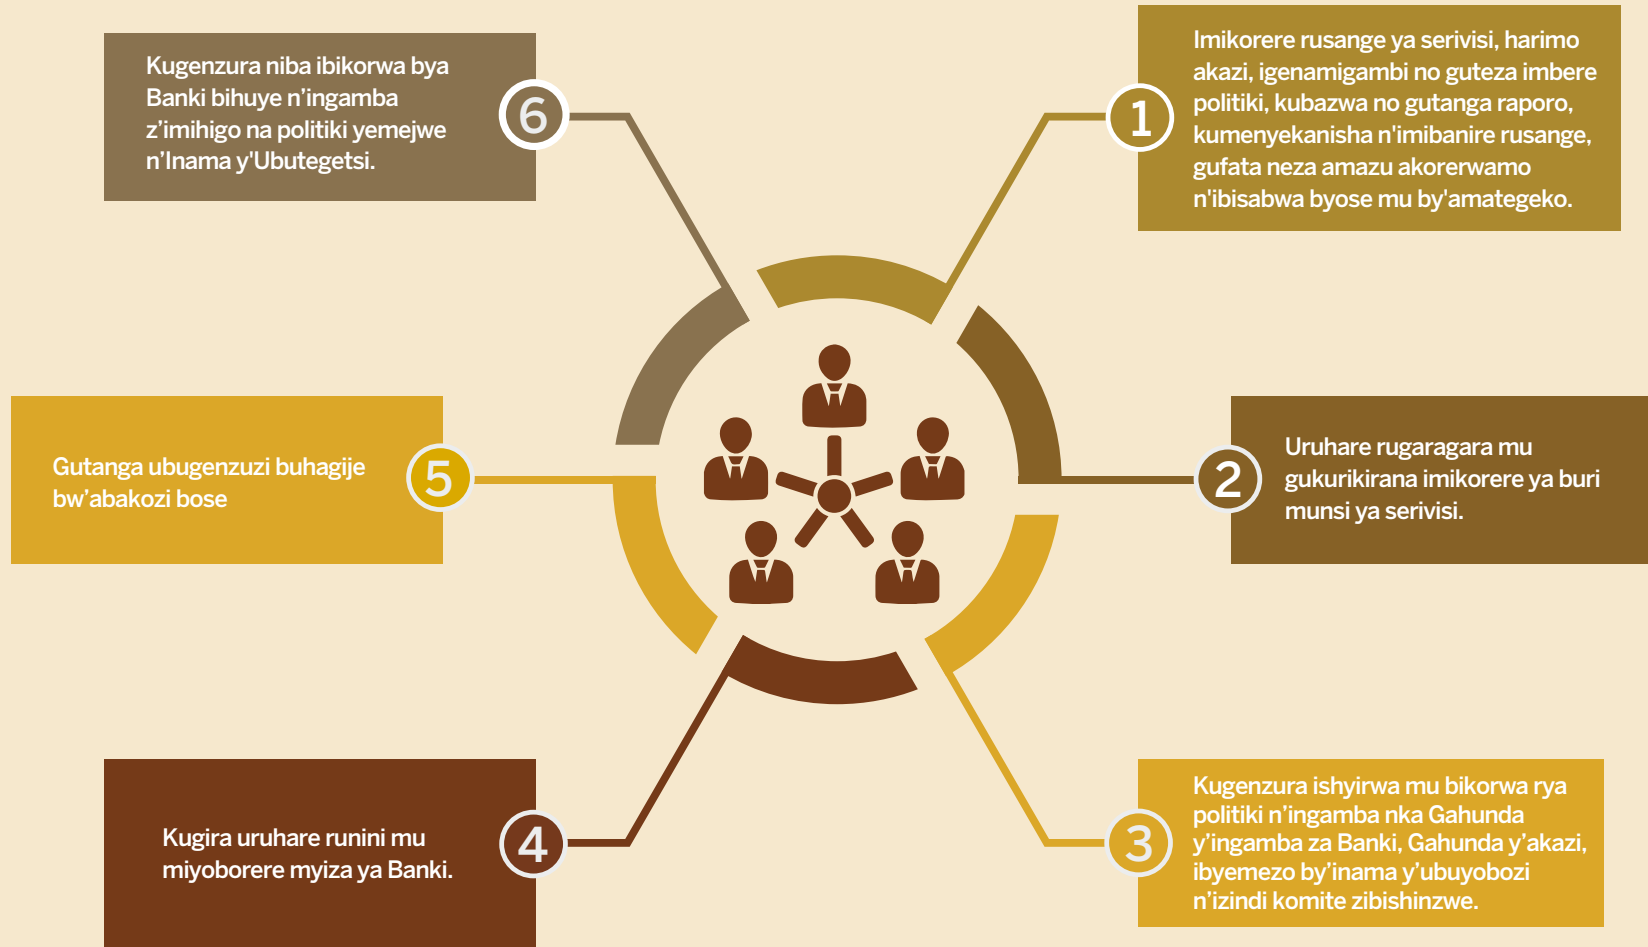 1
Imikorere rusange ya serivisi, harimo
akazi, igenamigambi no guteza imbere
politiki, kubazwa no gutanga raporo,
kumenyekanisha n'imibanire rusange,
gufata neza amazu akorerwamo
n'ibisabwa byose mu by'amategeko.
2
Uruhare rugaragara mu
gukurikirana imikorere ya buri
munsi ya serivisi.
3
Kugenzura ishyirwa mu bikorwa rya
politiki n’ingamba nka Gahunda
y’ingamba za Banki, Gahunda y’akazi,
ibyemezo by’inama y’ubuyobozi
n’izindi komite zibishinzwe.
4
Kugira uruhare runini mu
miyoborere myiza ya Banki.
5
Gutanga ubugenzuzi buhagije
bw’abakozi bose
6
Kugenzura niba ibikorwa bya
Banki bihuye n’ingamba
z’imihigo na politiki yemejwe
n’Inama y'Ubutegetsi.